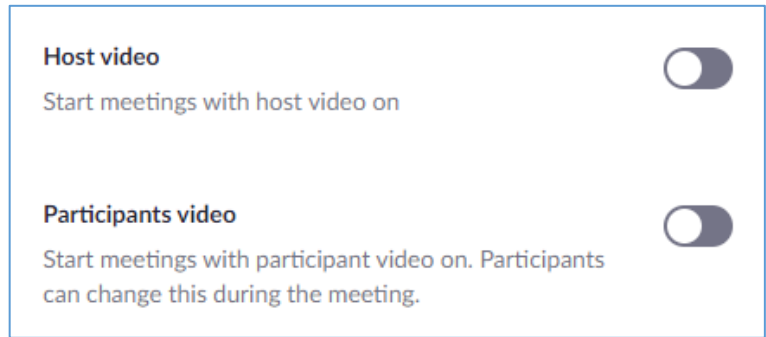 Host video
Start meetings with host video on
Participants video
Start meetings with participant video on. Participants
can change this during the meeting.